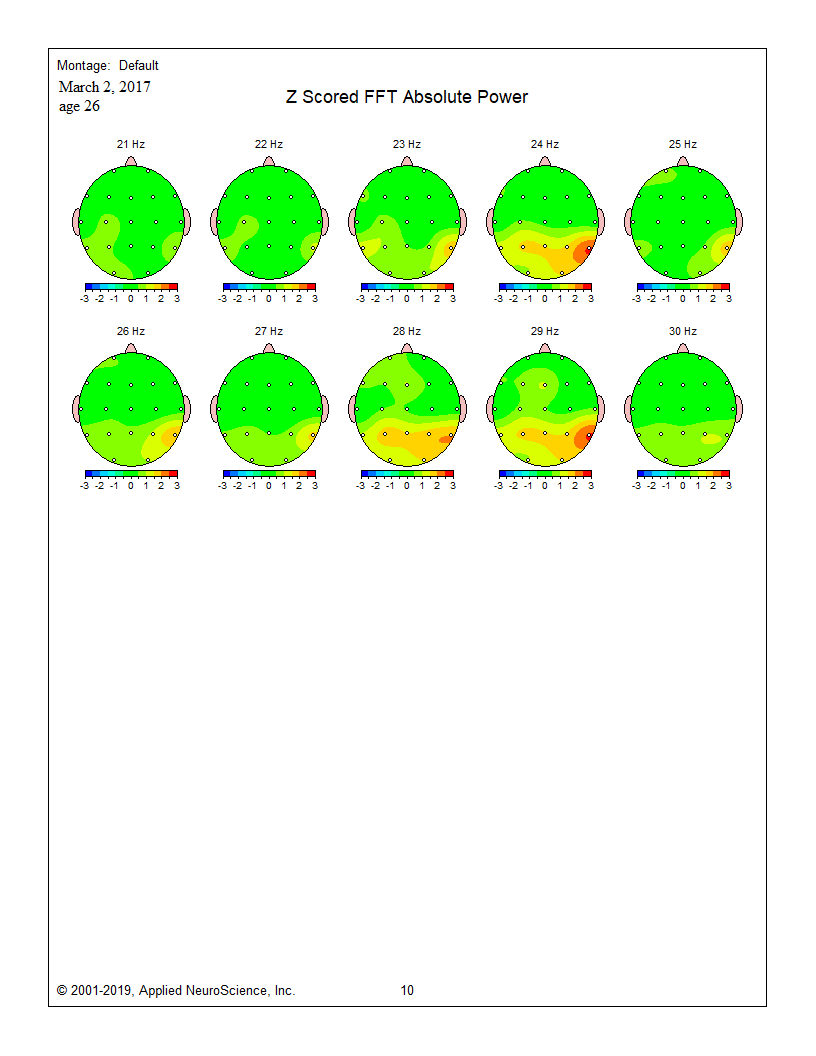 Montage: Default
March 2, 2017
age 26
Z Scored FFT Absolute Power
21 Hz 22 Hz 23 Hz 24 Hz 25 Hz
-3 -2 -1 0 1 2 3 -3 -2 -1 0 1 2 3 -3 -2 -1 0 1 2 3 -3 -2 -1 0 1 2 3 -3 -2 -1 0 1 2 3
26 Hz 27 Hz 28 Hz 29 Hz 30 Hz
-3 -2 -1 0 1 2 3 -3 -2 -1 0 1 2 3 -3 -2 -1 0 1 2 3 -3 -2 -1 0 1 2 3 -3 -2 -1 0 1 2 3
© 2001-2019, Applied NeuroScience, Inc. 10